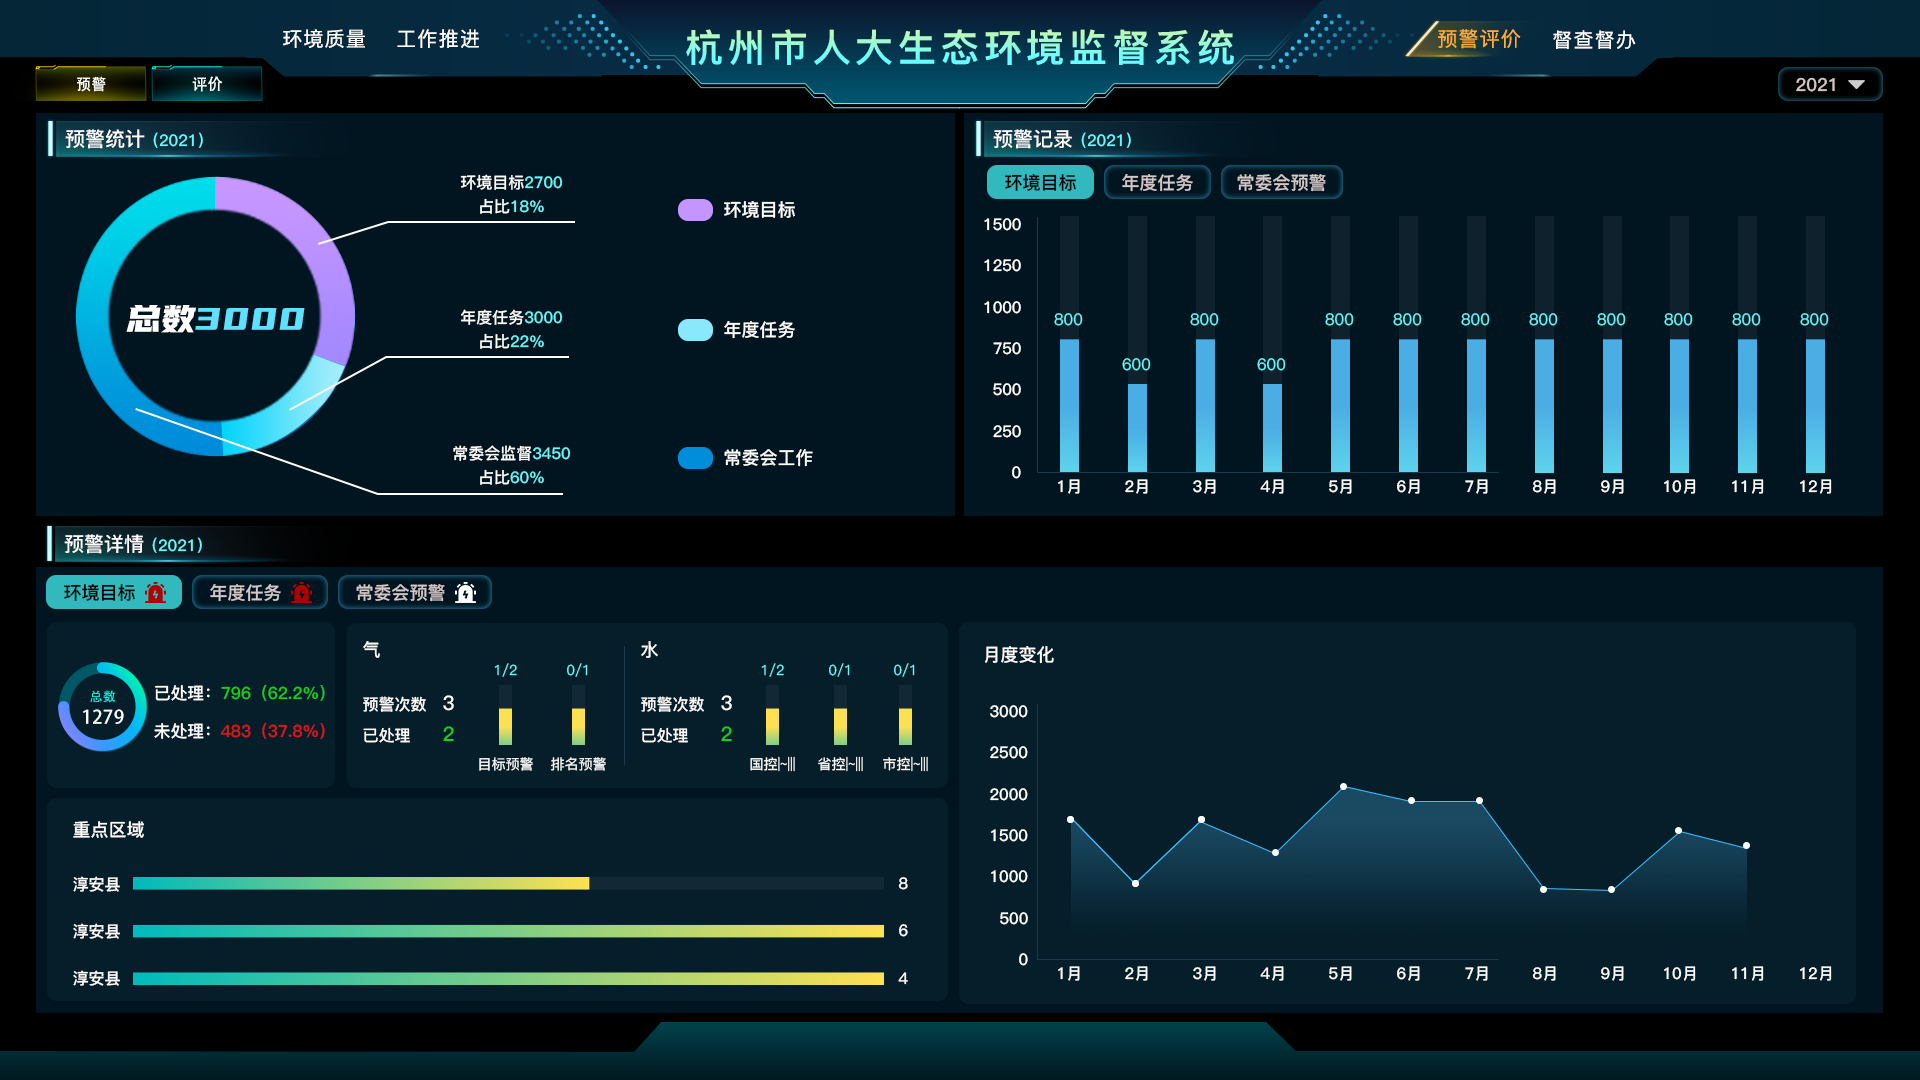 环境质量
工作推进
杭州市人大生态环境监督系统
预警评价
督查督办
预警
评价
2021
预警统计 (2021)
环境目标2700
占比18%
年度任务3000
占比22%
常委会监督3450
占比60%
总数3000
环境目标
年度任务
常委会工作
预警记录 (2021)
环境目标
年度任务
常委会预警
1500
1250
1000
750
500
250
0
800
600
800
600
800
800
800
800
800
800
800
800
1月
2月
3月
4月
5月
6月
7月
8月
9月
10月
11月
12月
预警详情 (2021)
环境目标
年度任务
常委会预警
总数
1279
已处理：796（62.2%）
未处理：483（37.8%）
气
预警次数 3
已处理 2
1/2
0/1
目标预警
排名预警
水
预警次数 3
已处理 2
1/2
0/1
0/1
国控|~|||
省控|~|||
市控|~|||
重点区域
淳安县 8
淳安县 6
淳安县 4
月度变化
3000
2500
2000
1500
1000
500
0
1月
2月
3月
4月
5月
6月
7月
8月
9月
10月
11月
12月